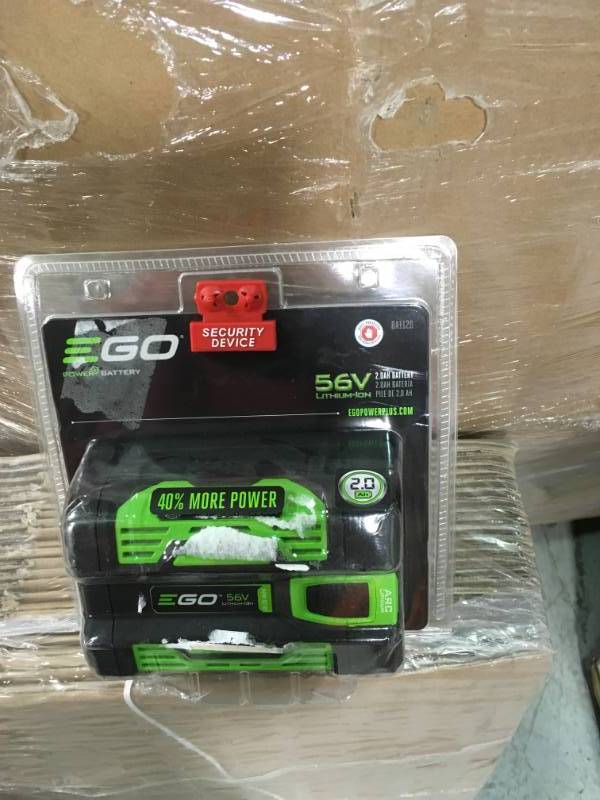 SECURITY
DEVICE
EGO
POWER+ BATTERY
56V
LITHIUM-ION
2.0AH BATTERY
2.0AH BATERÍA
PILE DE 2,0 AH
EGOPOWERPLUS.COM
40% MORE POWER
2.0
Ah
EGO 56V
LITHIUM-ION
ARC
LITHIUM